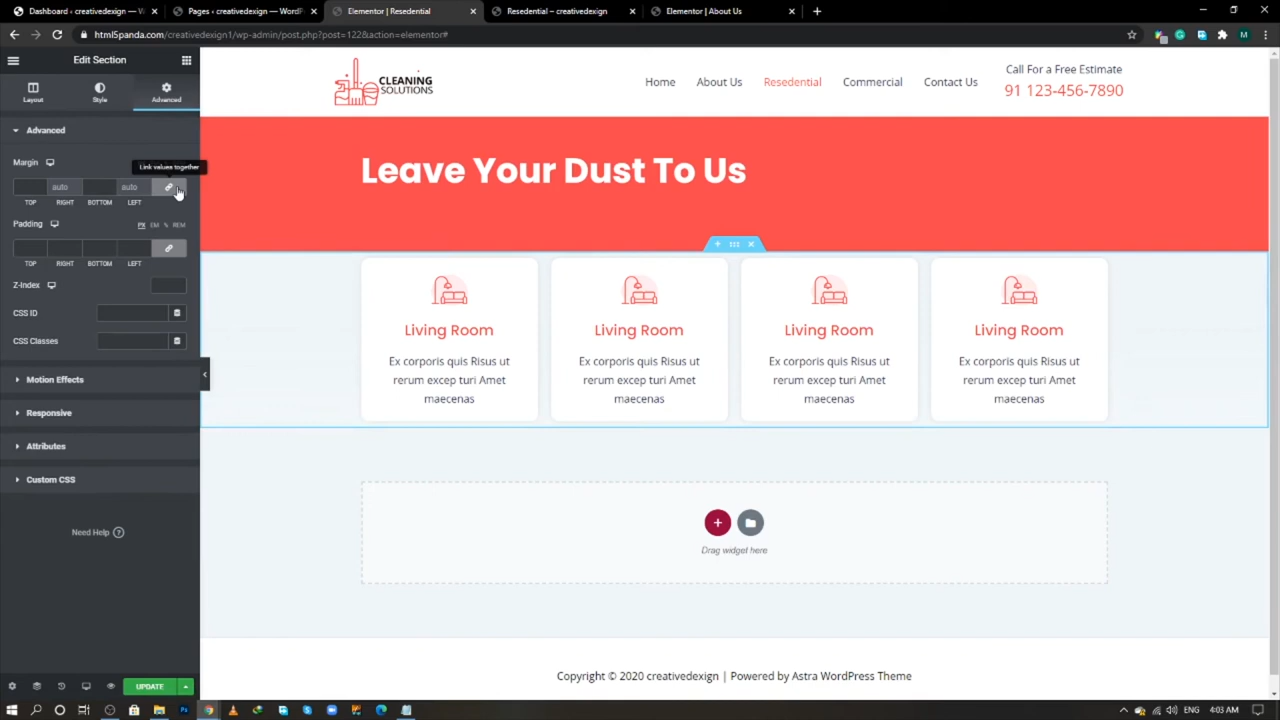 Dashboard ‹ creativedexign — W
Pages ‹ creativedexign — WordP
Elementor | Resedential
Resedential – creativedexign
Elementor | About Us
html5panda.com/creativedexign1/wp-admin/post.php?post=122&action=elementor#
M
Edit Section
Layout
Style
Advanced
Advanced
Link values together
Margin
auto
auto
TOP RIGHT BOTTOM LEFT
Padding
PX EM % REM
TOP RIGHT BOTTOM LEFT
Z-Index
CSS ID
CSS Classes
Motion Effects
Responsive
Attributes
Custom CSS
Need Help
UPDATE
CLEANING
SOLUTIONS
Home About Us Resedential Commercial Contact Us
Call For a Free Estimate
91 123-456-7890
Leave Your Dust To Us
Living Room
Ex corporis quis Risus ut
rerum excep turi Amet
maecenas
Living Room
Ex corporis quis Risus ut
rerum excep turi Amet
maecenas
Living Room
Ex corporis quis Risus ut
rerum excep turi Amet
maecenas
Living Room
Ex corporis quis Risus ut
rerum excep turi Amet
maecenas
Drag widget here
Copyright © 2020 creativedexign | Powered by Astra WordPress Theme
ENG
4:03 AM